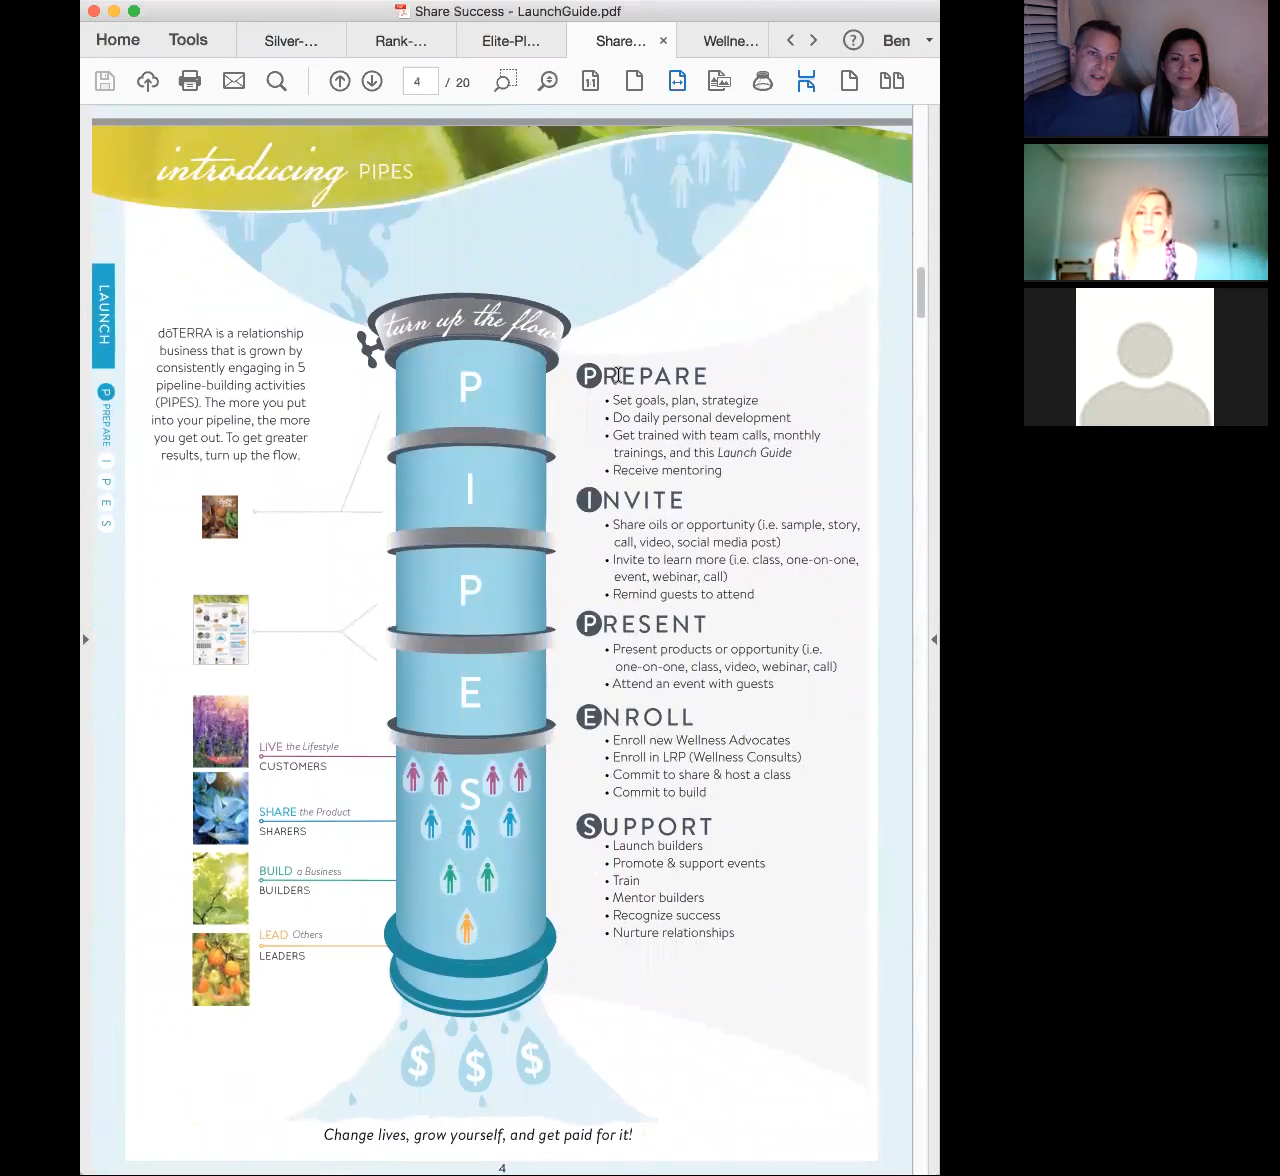 Share Success - LaunchGuide.pdf
Home
Tools
Silver-...
Rank-...
Elite-Pl...
Share...
Wellne...
Ben
4 / 20
introducing PIPES
LAUNCH
P PREPARE I P E S
dōTERRA is a relationship
business that is grown by
consistently engaging in 5
pipeline-building activities
(PIPES). The more you put
into your pipeline, the more
you get out. To get greater
results, turn up the flow.
turn up the flow
P
I
P
E
S
LIVE the Lifestyle
CUSTOMERS
SHARE the Product
SHARERS
BUILD a Business
BUILDERS
LEAD Others
LEADERS
PREPARE
• Set goals, plan, strategize
• Do daily personal development
• Get trained with team calls, monthly
trainings, and this Launch Guide
• Receive mentoring
INVITE
• Share oils or opportunity (i.e. sample, story,
call, video, social media post)
• Invite to learn more (i.e. class, one-on-one,
event, webinar, call)
• Remind guests to attend
PRESENT
• Present products or opportunity (i.e.
one-on-one, class, video, webinar, call)
• Attend an event with guests
ENROLL
• Enroll new Wellness Advocates
• Enroll in LRP (Wellness Consults)
• Commit to share & host a class
• Commit to build
SUPPORT
• Launch builders
• Promote & support events
• Train
• Mentor builders
• Recognize success
• Nurture relationships
$ $ $
Change lives, grow yourself, and get paid for it!
4